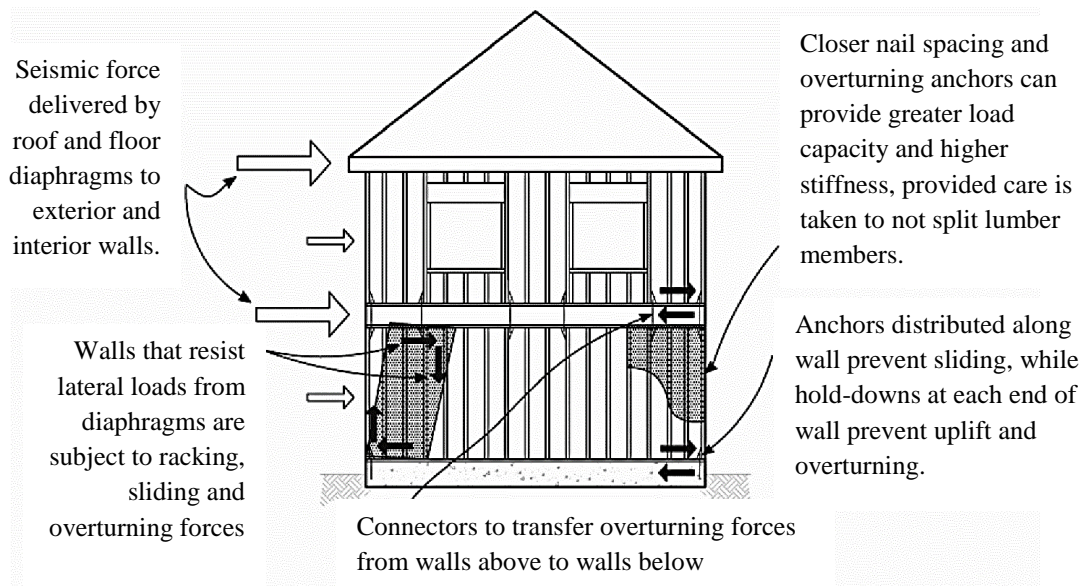 Seismic force
delivered by
roof and floor
diaphragms to
exterior and
interior walls.
Walls that resist
lateral loads from
diaphragms are
subject to racking,
sliding and
overturning forces
Closer nail spacing and
overturning anchors can
provide greater load
capacity and higher
stiffness, provided care is
taken to not split lumber
members.
Anchors distributed along
wall prevent sliding, while
hold-downs at each end of
wall prevent uplift and
overturning.
Connectors to transfer overturning forces
from walls above to walls below